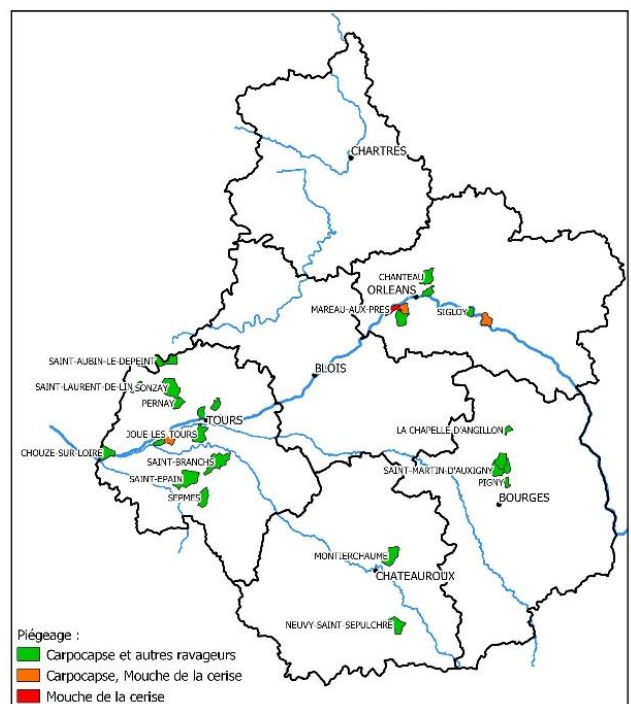 CHARTRES
CHANTEAU
ORLEANS
MAREAU-AUX-PRES
SIGLOY
BLOIS
SAINT-AUBIN-LE-DEPEINT
SAINT-LAURENT-DE-LIN
SONZAY
PERNAY
TOURS
JOUE-LES-TOURS
LA CHAPELLE-D'ANGILLON
CHOUZE-SUR-LOIRE
SAINT-BRANCHS
SAINT-MARTIN-D'AUXIGNY
SAINT-EPAIN
PIGNY
SEPMES
BOURGES
MONTIERCHAUME
CHATEAUROUX
NEUVY-SAINT-SEPULCHRE
Piégeage :
Carpocapse et autres ravageurs
Carpocapse, Mouche de la cerise
Mouche de la cerise